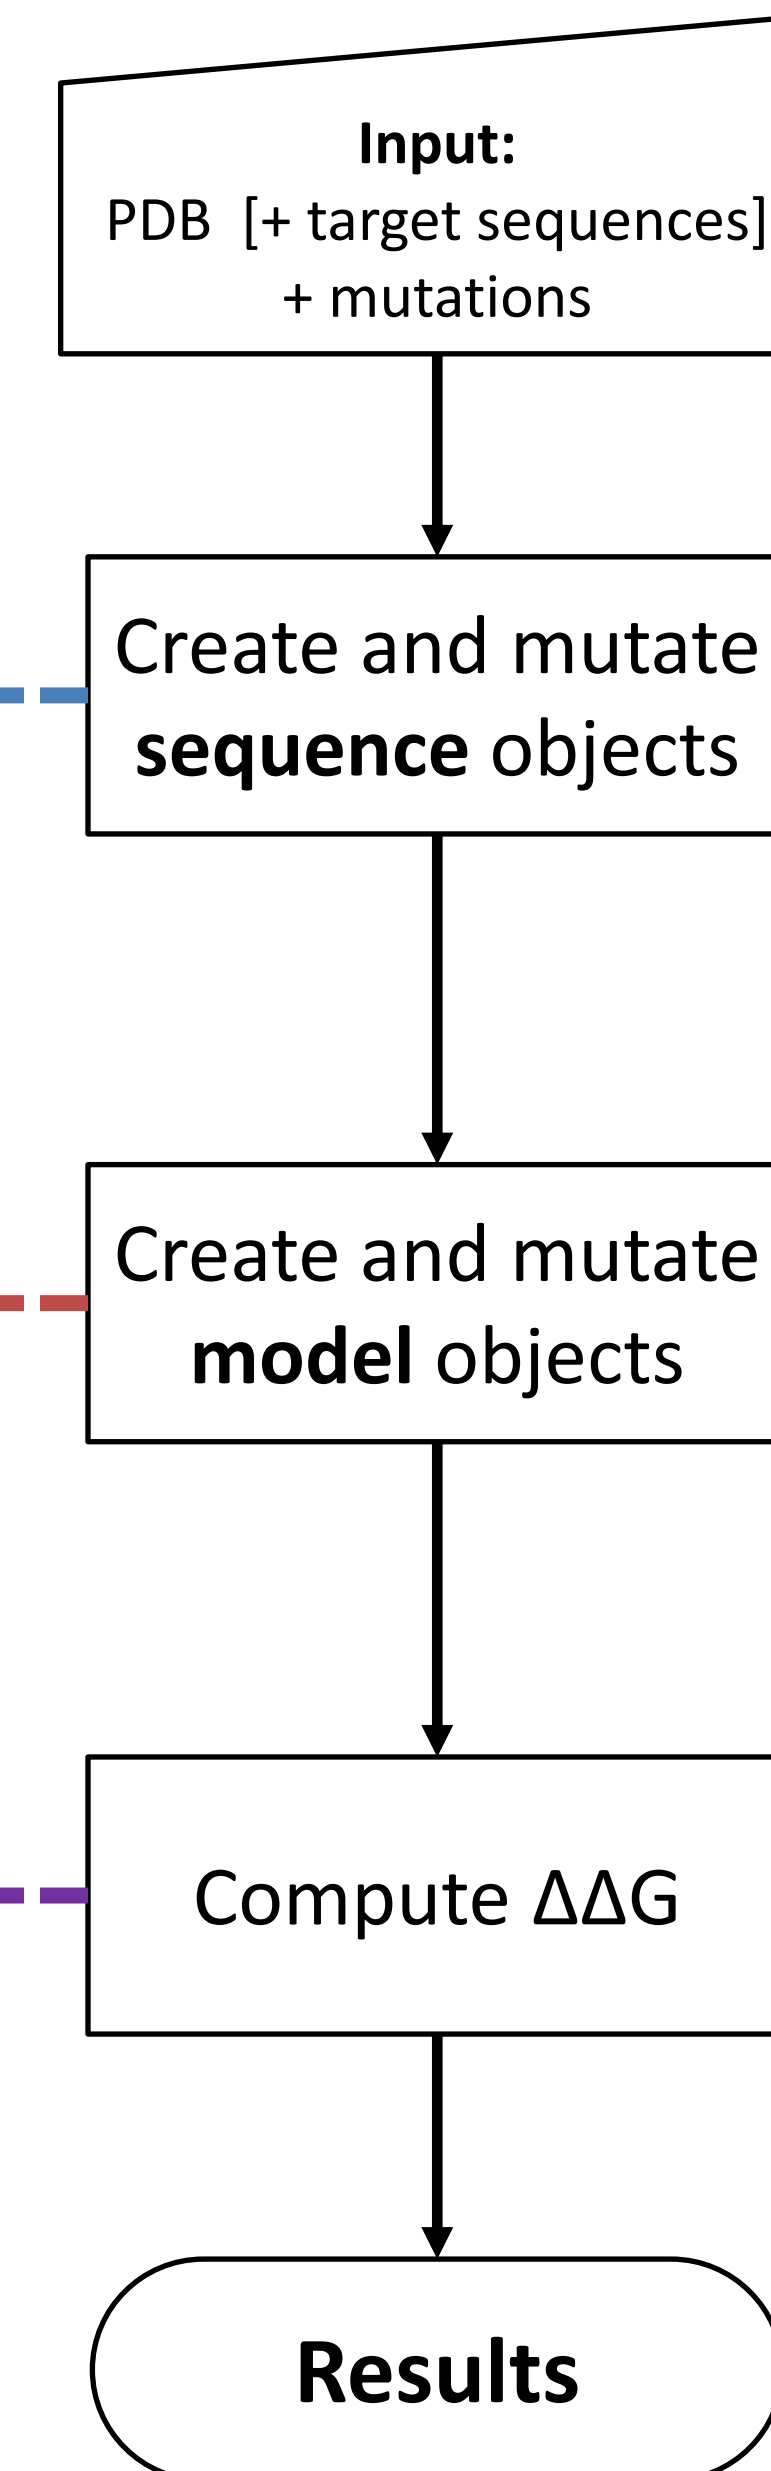 Input:
PDB [+ target sequences]
+ mutations
Create and mutate
sequence objects
Create and mutate
model objects
Compute ΔΔG
Results